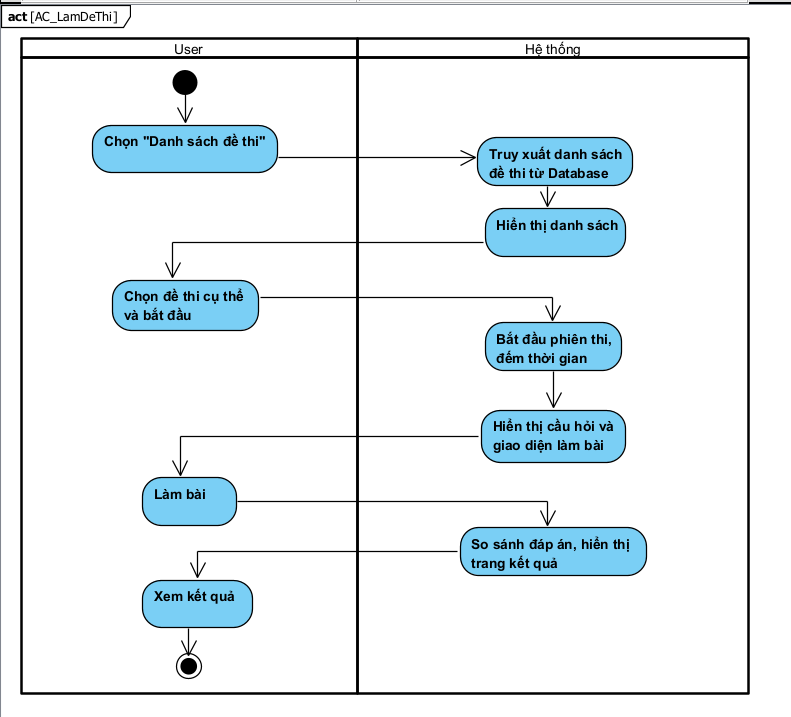 act [AC_LamDeThi]
User
Hệ thống
Chọn "Danh sách đề thi"
Truy xuất danh sách
đề thi từ Database
Hiển thị danh sách
Chọn đề thi cụ thể
và bắt đầu
Bắt đầu phiên thi,
đếm thời gian
Hiển thị cầu hỏi và
giao diện làm bài
Làm bài
So sánh đáp án, hiển thị
trang kết quả
Xem kết quả